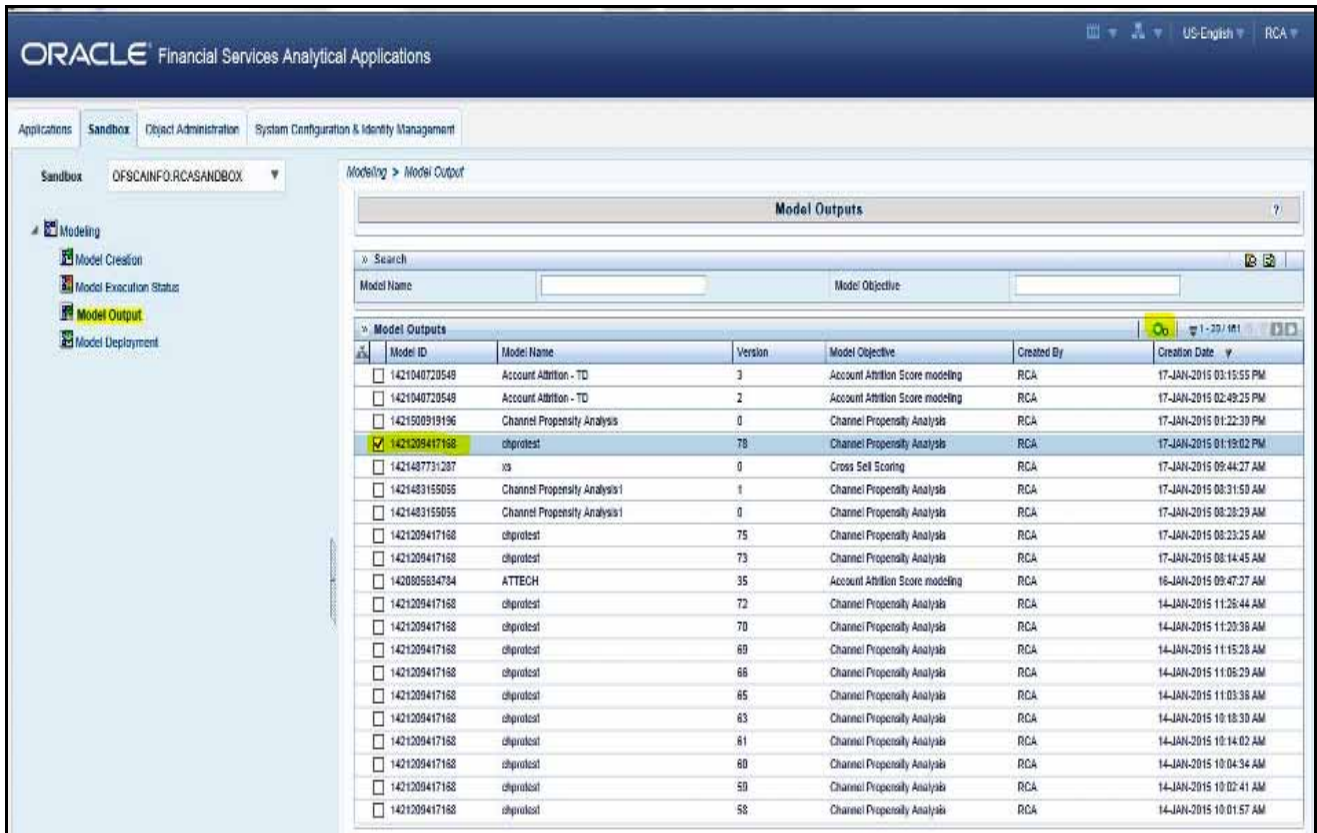 US-English RCA
ORACLE Financial Services Analytical Applications
Applications Sandbox Object Administration System Configuration & Identity Management
Sandbox OFSCAINFO.RCASANDBOX
Modeling > Model Output
Model Outputs ?
Modeling
Model Creation
Model Execution Status
Model Output
Model Deployment
» Search
Model Name Model Objective
» Model Outputs 1 - 20 /
Model ID Model Name Version Model Objective Created By Creation Date
1421040720549 Account Attrition - TD 3 Account Attrition Score modeling RCA 17-JAN-2015 03:15:55 PM
1421040720549 Account Attrition - TD 2 Account Attrition Score modeling RCA 17-JAN-2015 02:49:25 PM
1421500919196 Channel Propensity Analysis 0 Channel Propensity Analysis RCA 17-JAN-2015 01:22:30 PM
1421209417168 chprotest 78 Channel Propensity Analysis RCA 17-JAN-2015 01:19:02 PM
1421487731287 xs 0 Cross Sell Scoring RCA 17-JAN-2015 09:44:27 AM
1421483155055 Channel Propensity Analysis1 1 Channel Propensity Analysis RCA 17-JAN-2015 08:31:50 AM
1421483155055 Channel Propensity Analysis1 0 Channel Propensity Analysis RCA 17-JAN-2015 08:28:29 AM
1421209417168 chprotest 75 Channel Propensity Analysis RCA 17-JAN-2015 08:23:25 AM
1421209417168 chprotest 73 Channel Propensity Analysis RCA 17-JAN-2015 08:14:45 AM
1420805634784 ATTECH 35 Account Attrition Score modeling RCA 16-JAN-2015 09:47:27 AM
1421209417168 chprotest 72 Channel Propensity Analysis RCA 14-JAN-2015 11:26:44 AM
1421209417168 chprotest 70 Channel Propensity Analysis RCA 14-JAN-2015 11:20:38 AM
1421209417168 chprotest 69 Channel Propensity Analysis RCA 14-JAN-2015 11:15:28 AM
1421209417168 chprotest 66 Channel Propensity Analysis RCA 14-JAN-2015 11:06:29 AM
1421209417168 chprotest 65 Channel Propensity Analysis RCA 14-JAN-2015 11:03:38 AM
1421209417168 chprotest 63 Channel Propensity Analysis RCA 14-JAN-2015 10:18:30 AM
1421209417168 chprotest 61 Channel Propensity Analysis RCA 14-JAN-2015 10:14:02 AM
1421209417168 chprotest 60 Channel Propensity Analysis RCA 14-JAN-2015 10:04:34 AM
1421209417168 chprotest 59 Channel Propensity Analysis RCA 14-JAN-2015 10:02:41 AM
1421209417168 chprotest 58 Channel Propensity Analysis RCA 14-JAN-2015 10:01:57 AM